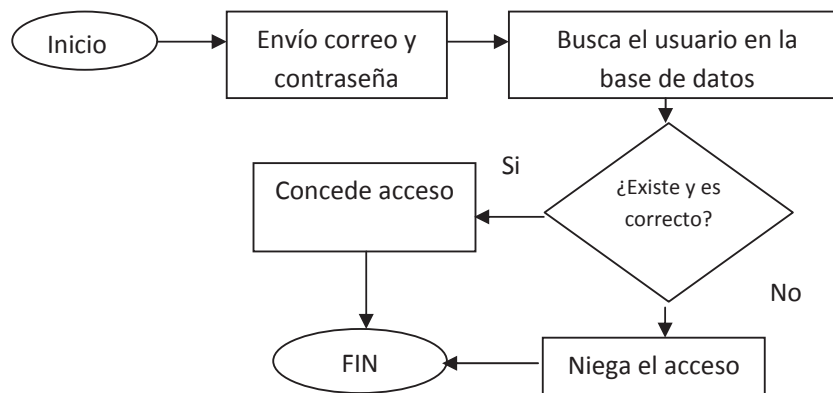 Inicio
Envío correo y
contraseña
Busca el usuario en la
base de datos
¿Existe y es
correcto?
Si
Concede acceso
No
Niega el acceso
FIN